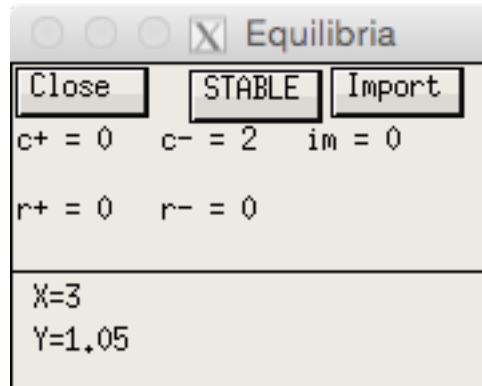 Equilibria
Close STABLE Import
c+ = 0 c- = 2 im = 0
r+ = 0 r- = 0
X=3
Y=1.05